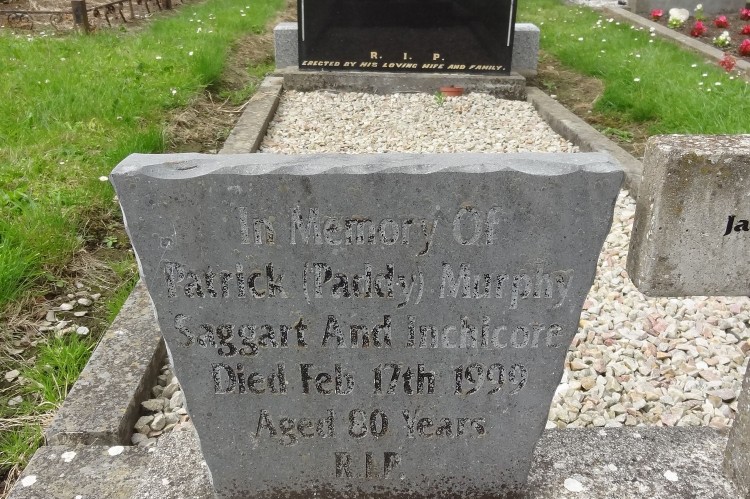 R. I. P.
ERECTED BY HIS LOVING WIFE AND FAMILY.
In Memory Of
Patrick (Paddy) Murphy
Saggart And Inchicore
Died Feb 17th 1999
Aged 80 Years
R.I.P.
Ja